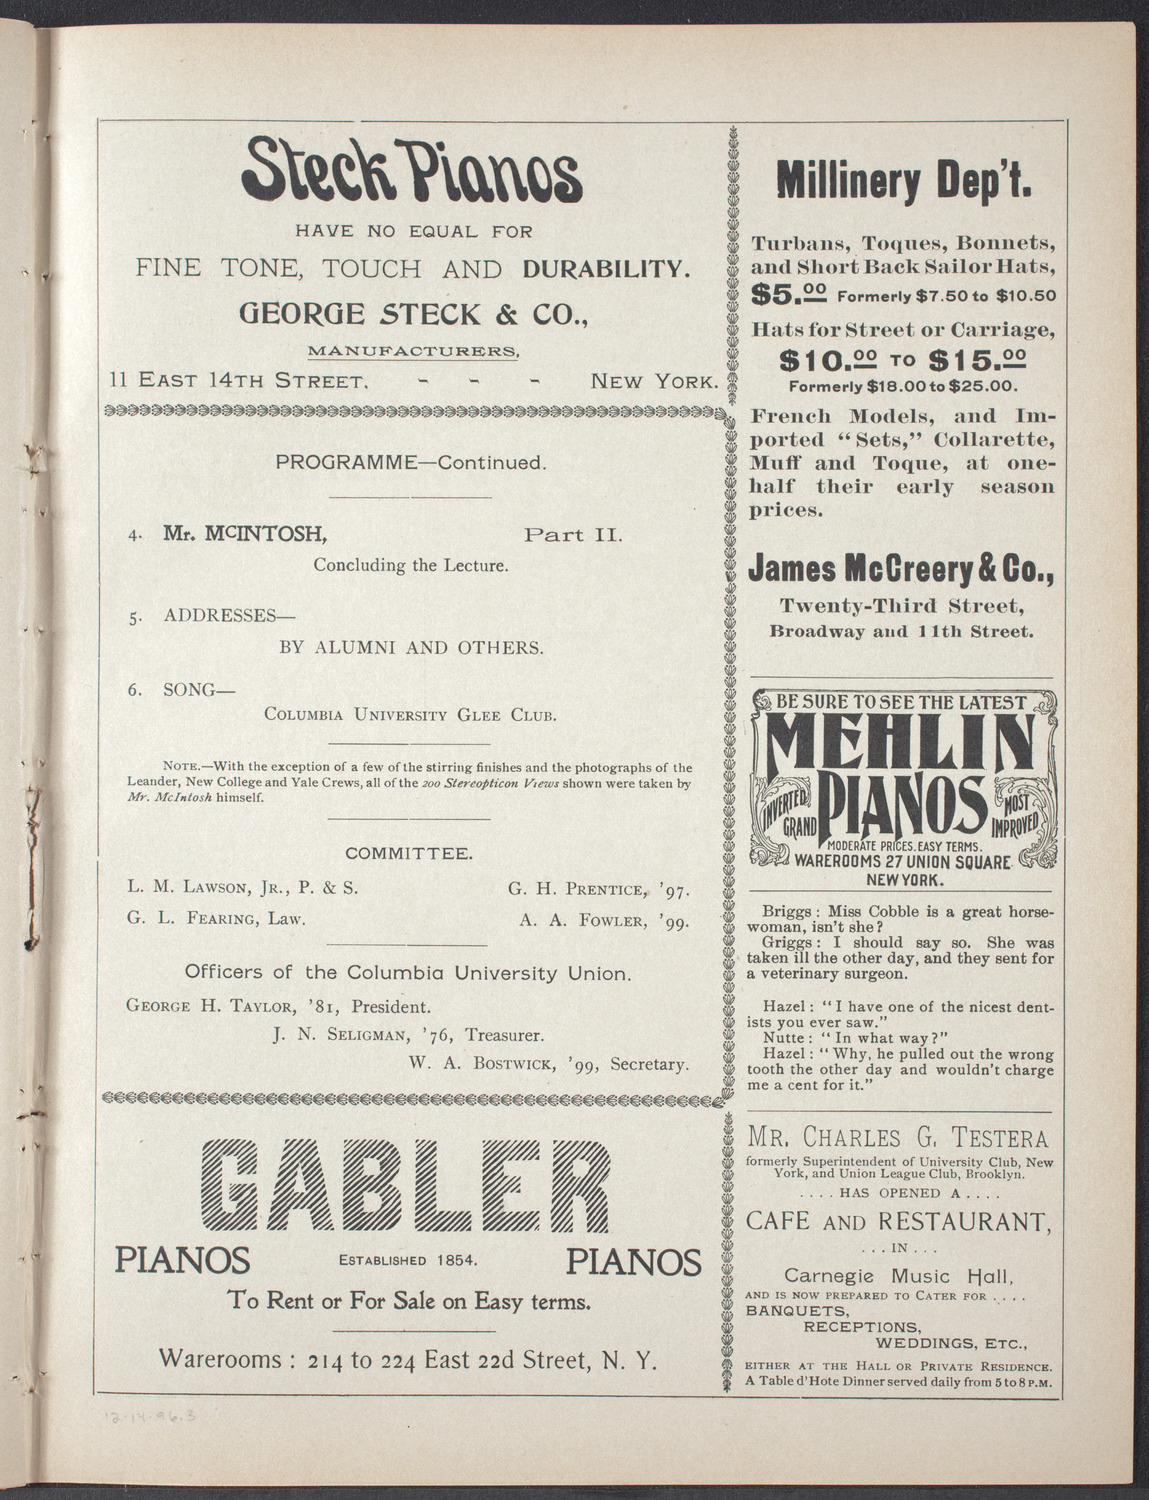 Steck Pianos
HAVE NO EQUAL FOR
FINE TONE, TOUCH AND DURABILITY.
GEORGE STECK & CO.,
MANUFACTURERS,
11 EAST 14TH STREET. - - - NEW YORK.
PROGRAMME—Continued.
4. Mr. McINTOSH, Part II.
Concluding the Lecture.
5. ADDRESSES—
BY ALUMNI AND OTHERS.
6. SONG—
COLUMBIA UNIVERSITY GLEE CLUB.
NOTE.—With the exception of a few of the stirring finishes and the photographs of the
Leander, New College and Yale Crews, all of the 200 Stereopticon Views shown were taken by
Mr. McIntosh himself.
COMMITTEE.
L. M. LAWSON, JR., P. & S. G. H. PRENTICE, '97.
G. L. FEARING, Law. A. A. FOWLER, '99.
Officers of the Columbia University Union.
GEORGE H. TAYLOR, '81, President.
J. N. SELIGMAN, '76, Treasurer.
W. A. BOSTWICK, '99, Secretary.
GABLER
PIANOS ESTABLISHED 1854. PIANOS
To Rent or For Sale on Easy terms.
Warerooms: 214 to 224 East 22d Street, N. Y.
Millinery Dep't.
Turbans, Toques, Bonnets,
and Short Back Sailor Hats,
$5.00 Formerly $7.50 to $10.50
Hats for Street or Carriage,
$10.00 TO $15.00
Formerly $18.00 to $25.00.
French Models, and Im-
ported “Sets,” Collarette,
Muff and Toque, at one-
half their early season
prices.
James McCreery & Co.,
Twenty-Third Street,
Broadway and 11th Street.
BE SURE TO SEE THE LATEST
MEHLIN
PIANOS
INVERTED GRAND
MOST IMPROVED
MODERATE PRICES. EASY TERMS.
WAREROOMS 27 UNION SQUARE
NEW YORK.
Briggs: Miss Cobble is a great horse-
woman, isn't she?
Griggs: I should say so. She was
taken ill the other day, and they sent for
a veterinary surgeon.
Hazel: “I have one of the nicest dent-
ists you ever saw.”
Nutte: “In what way?”
Hazel: “Why, he pulled out the wrong
tooth the other day and wouldn't charge
me a cent for it.”
MR. CHARLES G. TESTERA
formerly Superintendent of University Club, New
York, and Union League Club, Brooklyn.
....HAS OPENED A....
CAFE AND RESTAURANT,
...IN...
Carnegie Music Hall,
AND IS NOW PREPARED TO CATER FOR....
BANQUETS,
RECEPTIONS,
WEDDINGS, ETC.,
EITHER AT THE HALL OR PRIVATE RESIDENCE.
A Table d'Hote Dinner served daily from 5 to 8 P.M.
12-14-96.3